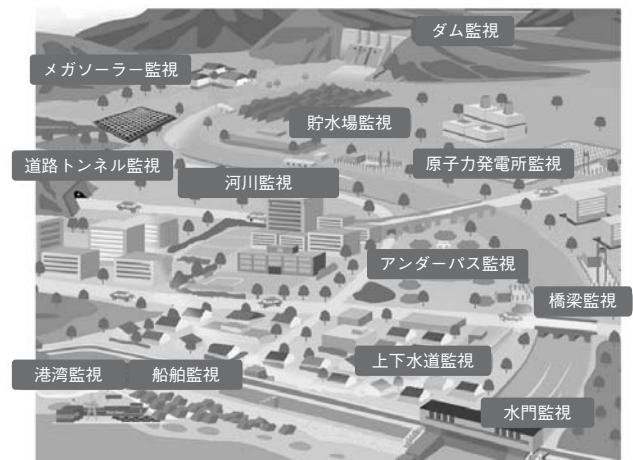 ダム監視
メガソーラー監視
貯水場監視
道路トンネル監視
原子力発電所監視
河川監視
アンダーパス監視
橋梁監視
上下水道監視
港湾監視
船舶監視
水門監視